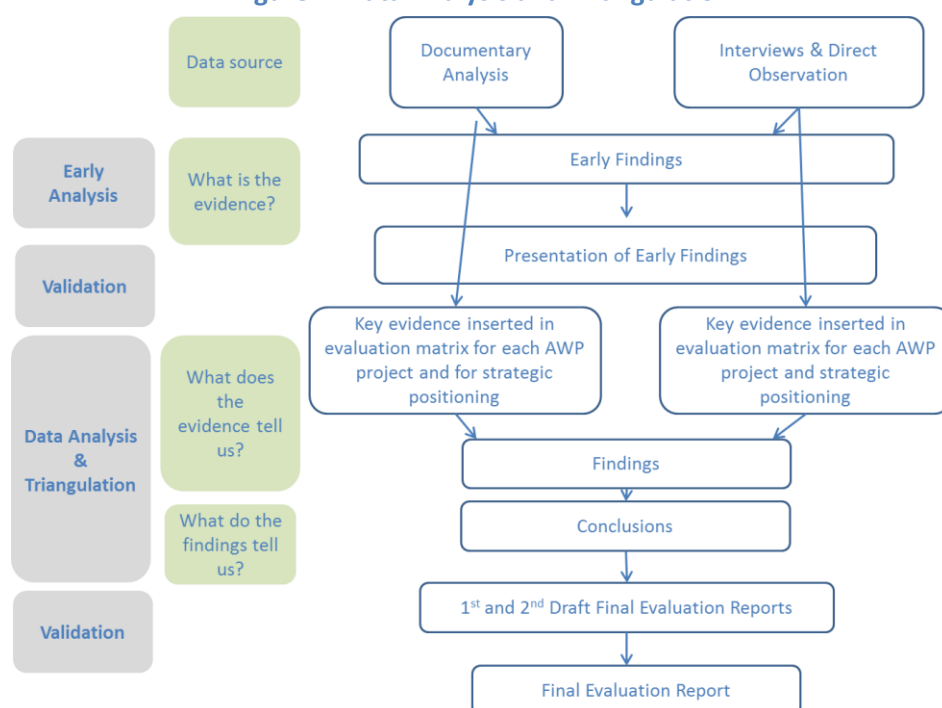 Data source
Documentary
Analysis
Interviews & Direct
Observation
Early
Analysis
What is the
evidence?
Early Findings
Presentation of Early Findings
Validation
Key evidence inserted in
evaluation matrix for each AWP
project and for strategic
positioning
Key evidence inserted in
evaluation matrix for each AWP
project and strategic
positioning
Data Analysis
&
Triangulation
What does
the
evidence tell
us?
Findings
What do the
findings tell
us?
Conclusions
1st and 2nd Draft Final Evaluation Reports
Validation
Final Evaluation Report